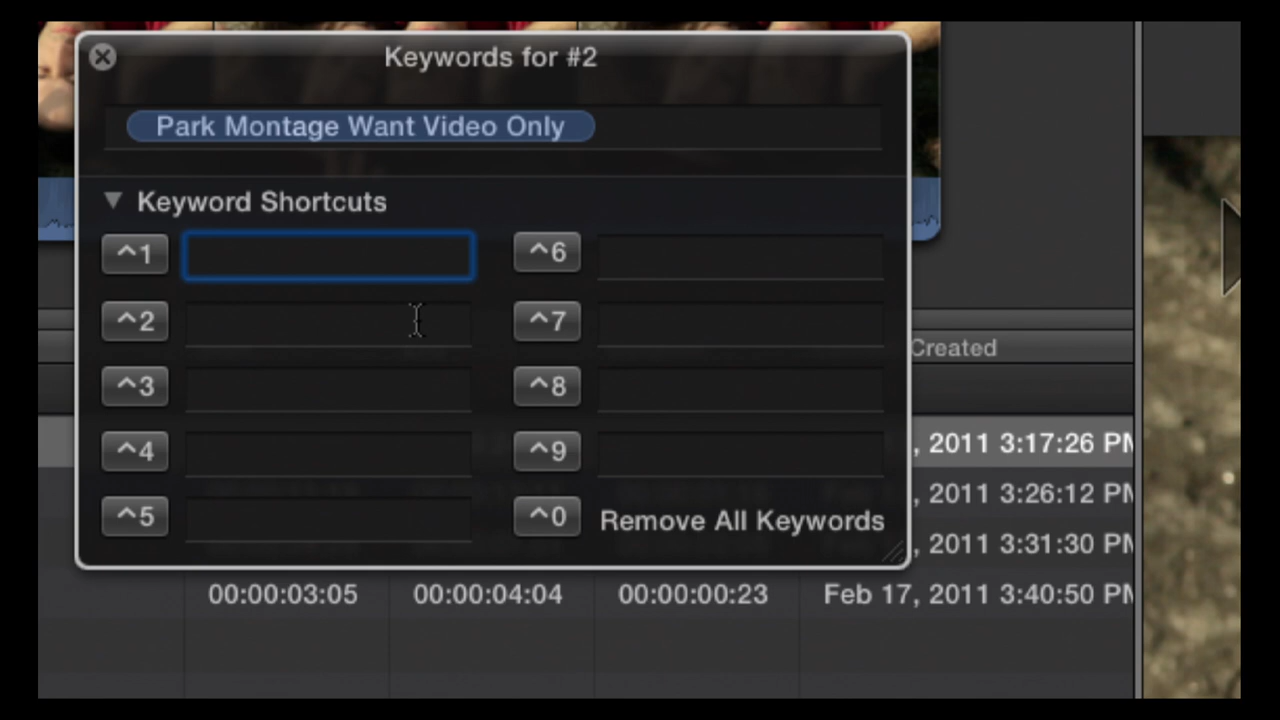 Keywords for #2
Park Montage Want Video Only
Keyword Shortcuts
^1
^6
^2
^7
Created
^3
^8
^4
^9
, 2011 3:17:26 PM
, 2011 3:26:12 PM
^5
^0 Remove All Keywords
, 2011 3:31:30 PM
00:00:03:05 00:00:04:04 00:00:00:23 Feb 17, 2011 3:40:50 PM